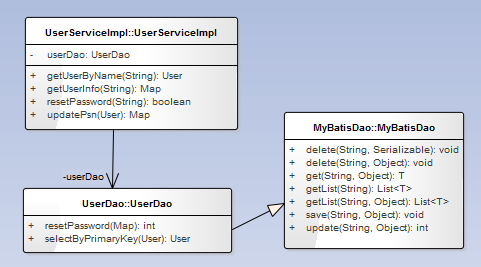 UserServiceImpl::UserServiceImpl
- userDao: UserDao
+ getUserByName(String): User
+ getUserInfo(String): Map
+ resetPassword(String): boolean
+ updatePsn(User): Map
-userDao
UserDao::UserDao
+ resetPassword(Map): int
+ selectByPrimaryKey(User): User
MyBatisDao::MyBatisDao
+ delete(String, Serializable): void
+ delete(String, Object): void
+ get(String, Object): T
+ getList(String): List<T>
+ getList(String, Object): List<T>
+ save(String, Object): void
+ update(String, Object): int